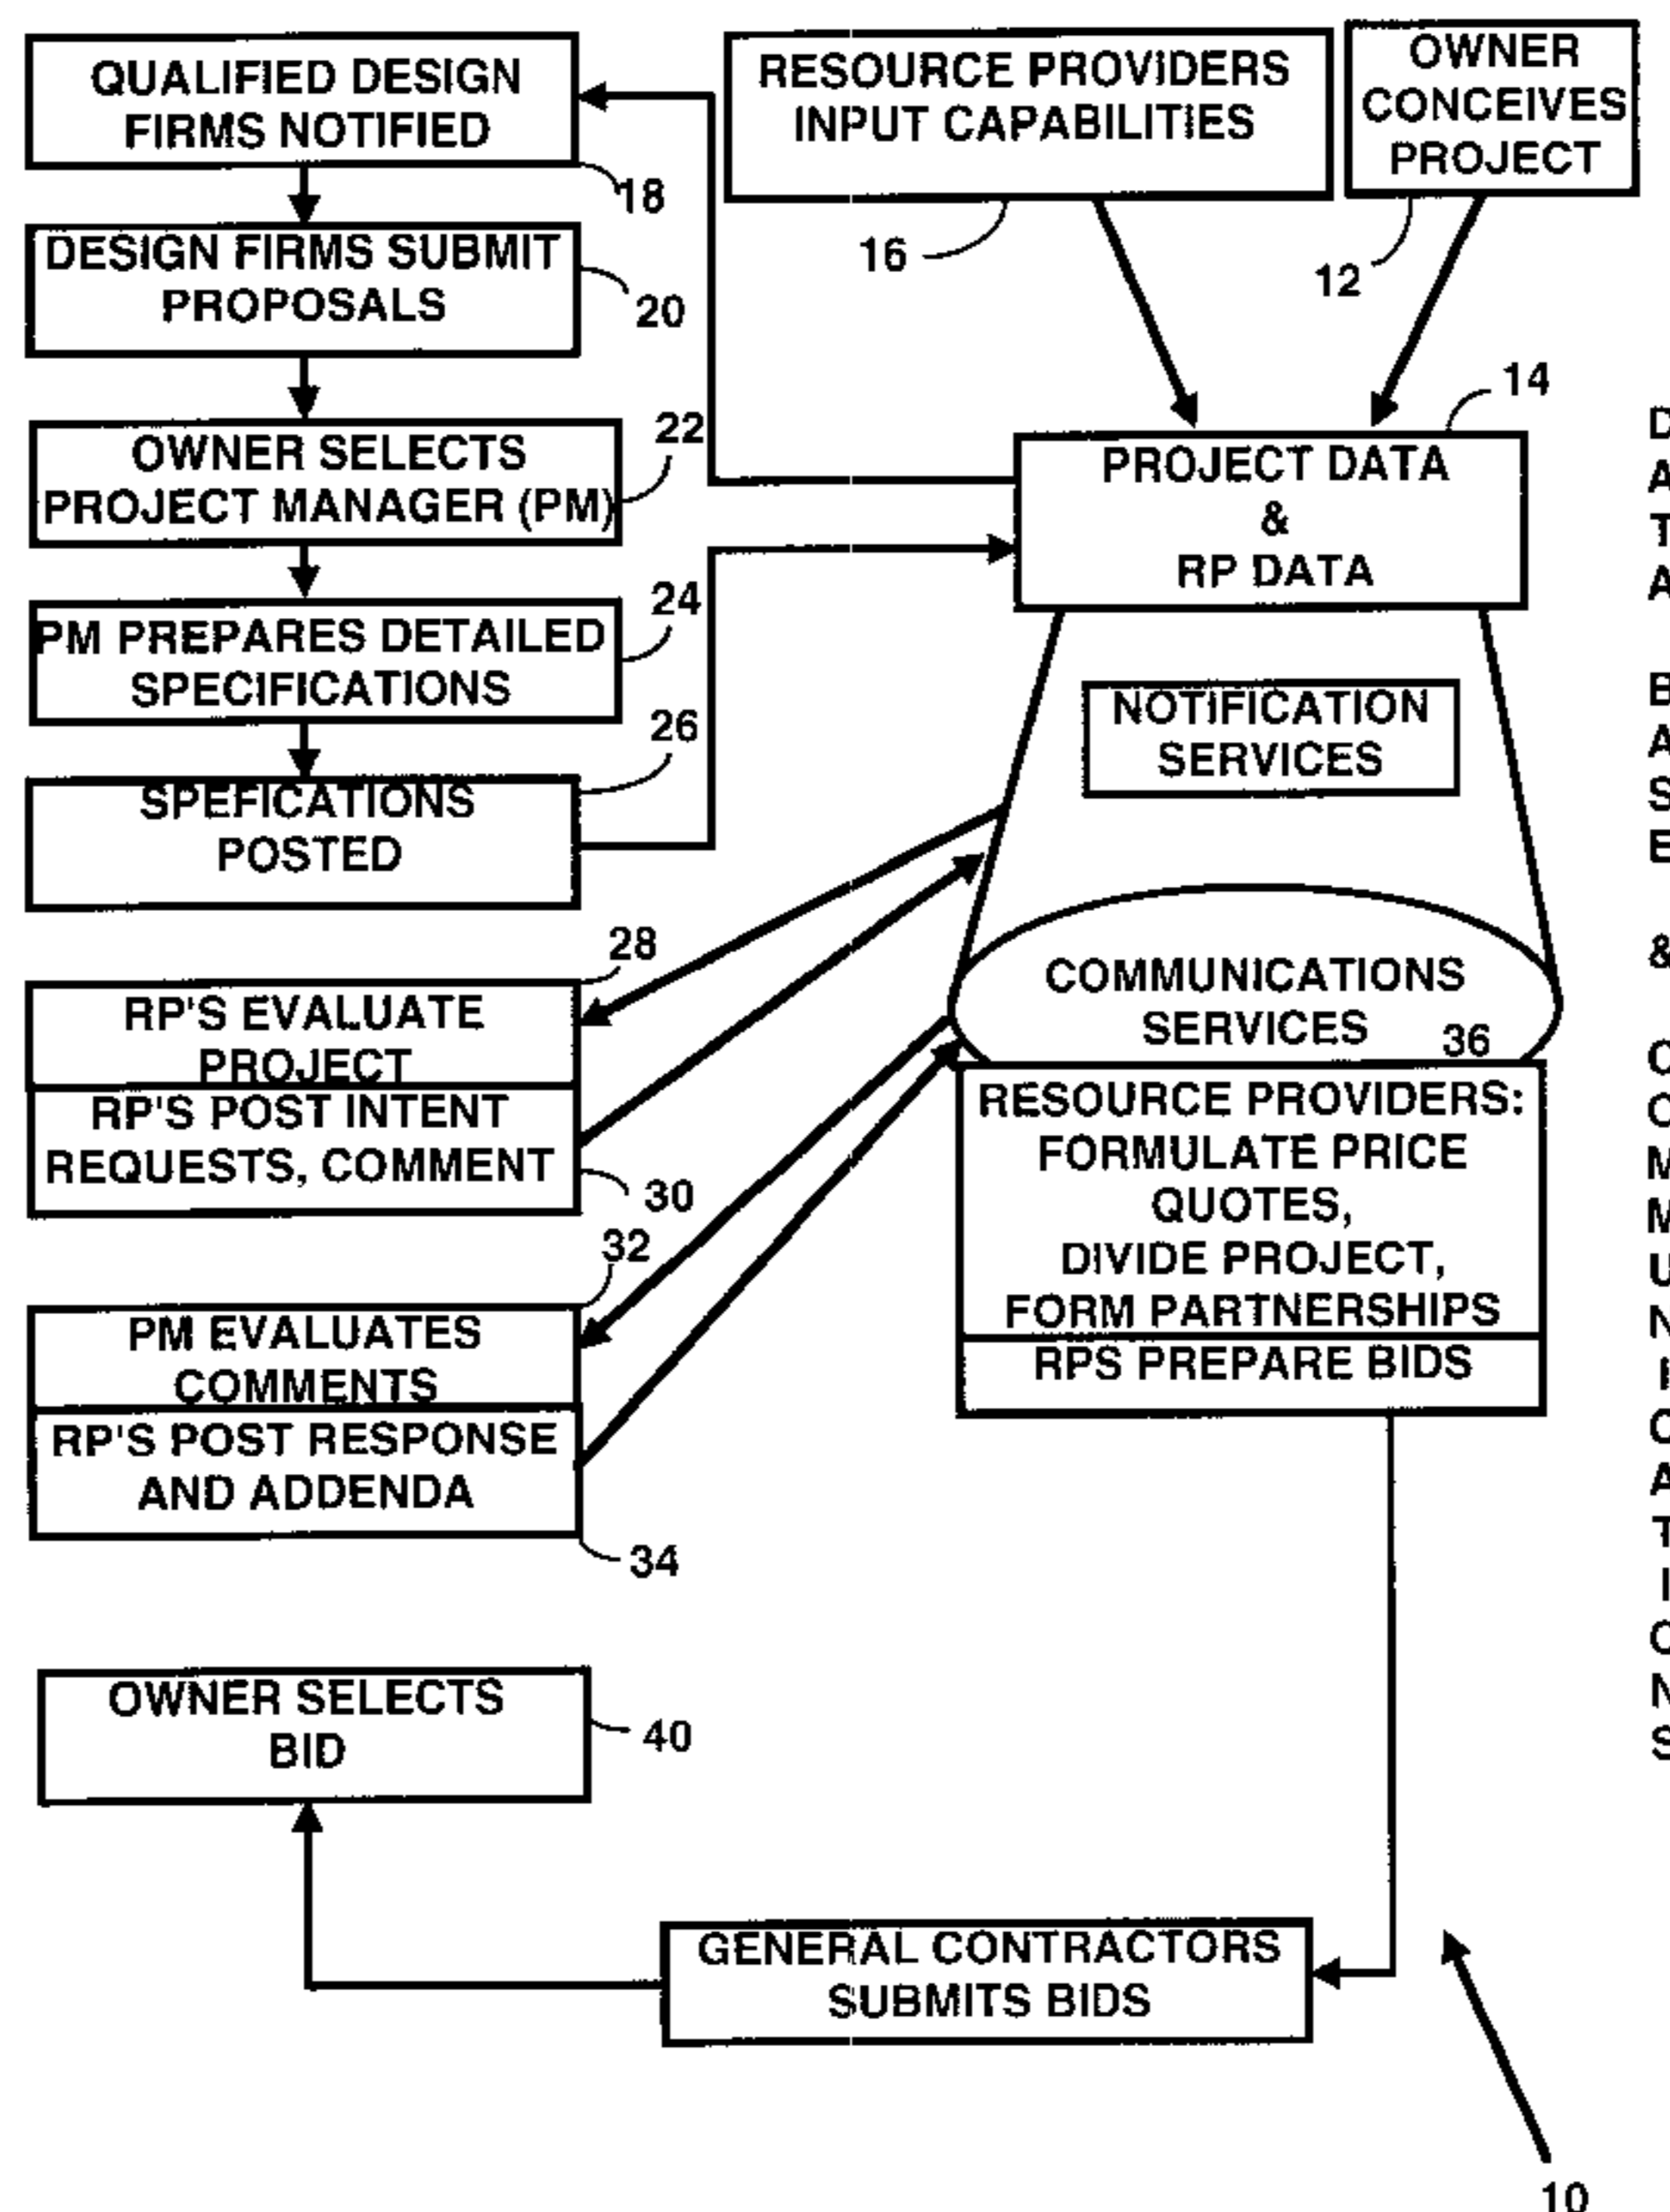 QUALIFIED DESIGN
FIRMS NOTIFIED
18
RESOURCE PROVIDERS
INPUT CAPABILITIES
16
OWNER
CONCEIVES
PROJECT
12
DESIGN FIRMS SUBMIT
PROPOSALS
20
OWNER SELECTS
PROJECT MANAGER (PM)
22
PROJECT DATA
&
RP DATA
14
PM PREPARES DETAILED
SPECIFICATIONS
24
SPEFICATIONS
POSTED
26
NOTIFICATION
SERVICES
COMMUNICATIONS
SERVICES
36
RP'S EVALUATE
PROJECT
28
RP'S POST INTENT
REQUESTS, COMMENT
30
RESOURCE PROVIDERS:
FORMULATE PRICE
QUOTES,
DIVIDE PROJECT,
FORM PARTNERSHIPS
RPS PREPARE BIDS
32
PM EVALUATES
COMMENTS
RP'S POST RESPONSE
AND ADDENDA
34
OWNER SELECTS
BID
40
GENERAL CONTRACTORS
SUBMITS BIDS
10
DATA BASE & COMMUNICATIONS